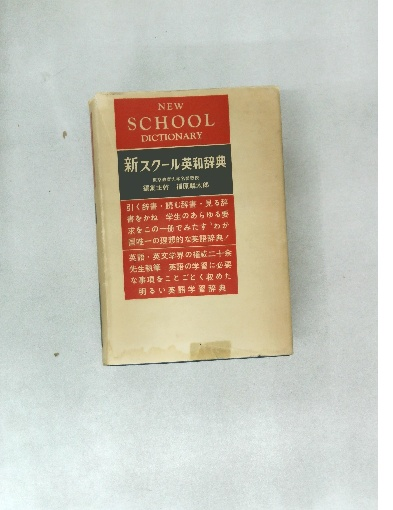 NEW
SCHOOL
DICTIONARY
新スクール英和辞典
引く辞書・読む辞書・見る辞
書をかね 学生のあらゆる要
求をこの一冊でみたす わが
国唯一の理想的な英語辞典!
英語・英文学界の権威二十余
先生執筆 英語の学習に必要
な事項をことごとく収めた
明るい英語学習辞典